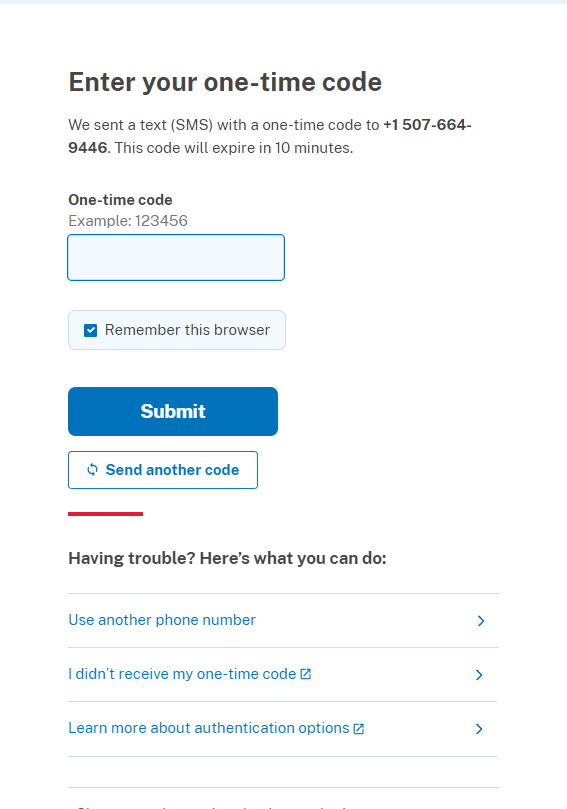 Enter your one-time code
We sent a text (SMS) with a one-time code to +1 507-664-
9446. This code will expire in 10 minutes.
One-time code
Example: 123456
Remember this browser
Submit
Send another code
Having trouble? Here’s what you can do:
Use another phone number
I didn’t receive my one-time code
Learn more about authentication options